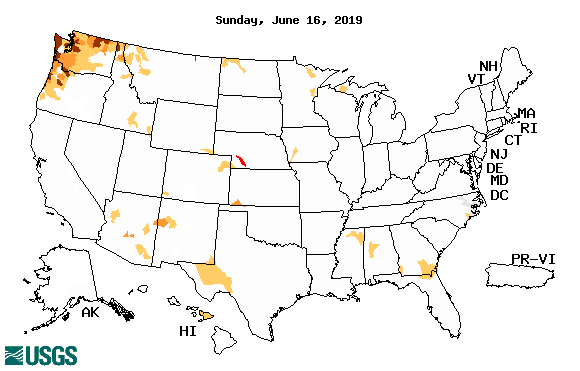 Sunday, June 16, 2019
NH
VT
MA
RI
CT
NJ
DE
MD
DC
PR-VI
AK
HI
USGS